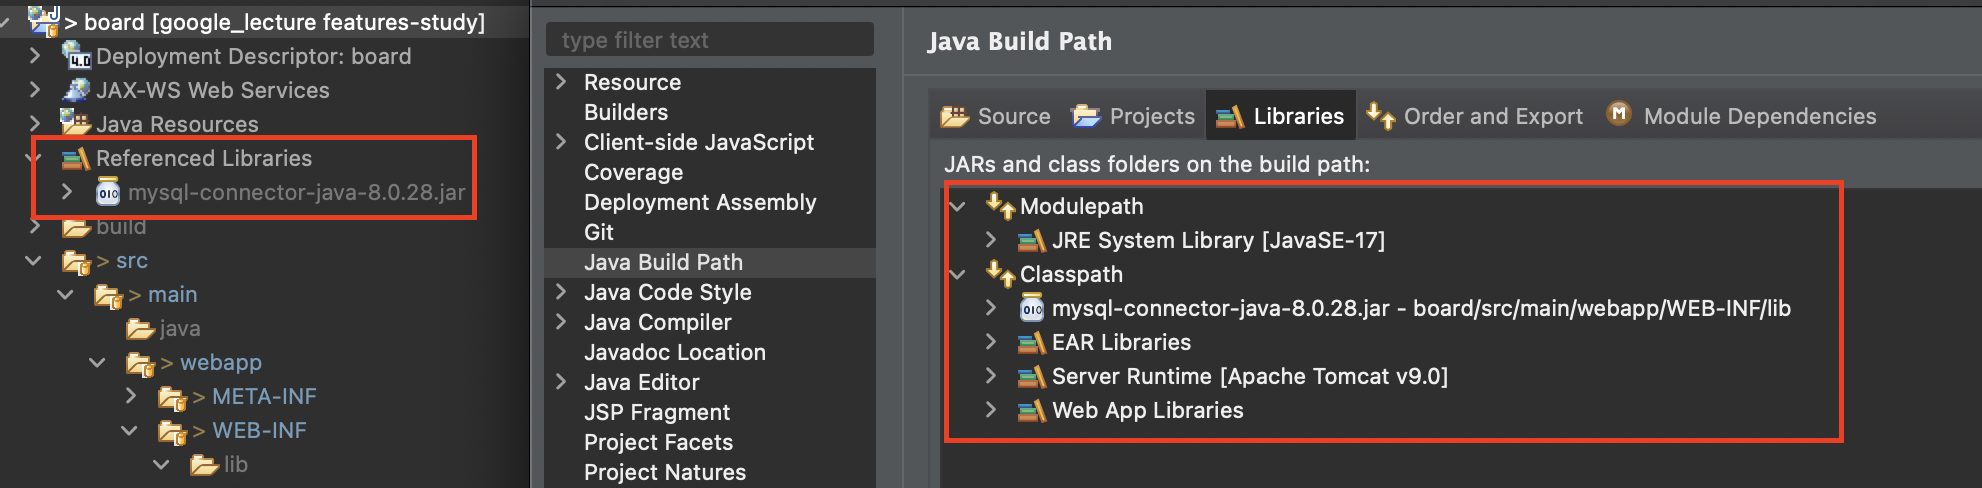 > board [google_lecture features-study]
4.0 Deployment Descriptor: board
JAX-WS Web Services
Java Resources
Referenced Libraries
010 mysql-connector-java-8.0.28.jar
build
> src
> main
java
> webapp
> META-INF
> WEB-INF
lib
type filter text
Resource
Builders
Client-side JavaScript
Coverage
Deployment Assembly
Git
Java Build Path
Java Code Style
Java Compiler
Javadoc Location
Java Editor
JSP Fragment
Project Facets
Project Natures
Java Build Path
Source Projects Libraries Order and Export M Module Dependencies
JARs and class folders on the build path:
Modulepath
JRE System Library [JavaSE-17]
Classpath
010 mysql-connector-java-8.0.28.jar - board/src/main/webapp/WEB-INF/lib
EAR Libraries
Server Runtime [Apache Tomcat v9.0]
Web App Libraries